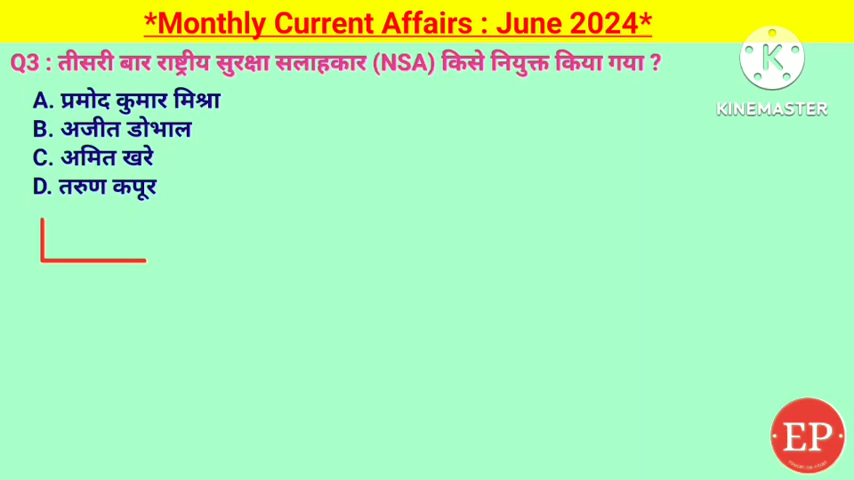 *Monthly Current Affairs : June 2024*
Q3 : तीसरी बार राष्ट्रीय सुरक्षा सलाहकार (NSA) किसे नियुक्त किया गया ?
A. प्रमोद कुमार मिश्रा
B. अजीत डोभाल
C. अमित खरे
D. तरुण कपूर
K
KINEMASTER
EP